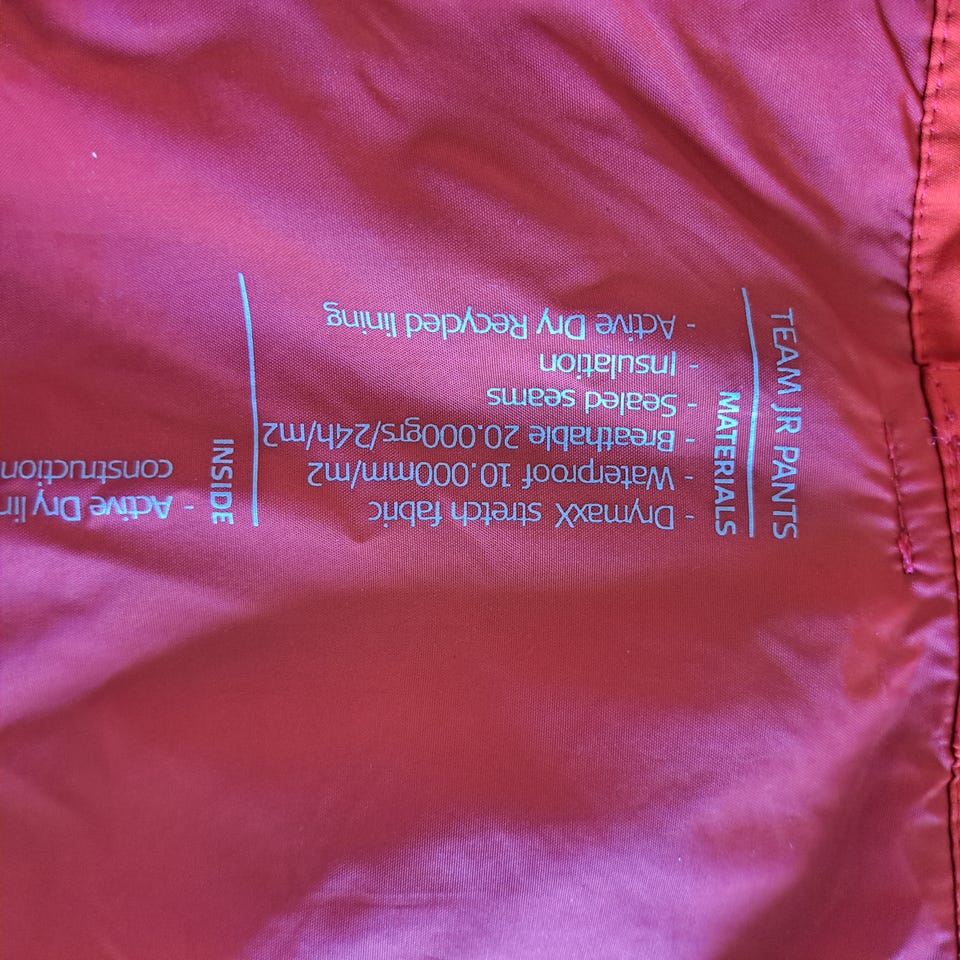 TEAM JR PANTS
MATERIALS
- Drymaxx stretch fabric
- Waterproof 10.000mm/m2
- Breathable 20.000grs/24h/m2
- Sealed seams
- Insulation
- Active Dry Recycled lining
INSIDE
- Active Dry
construction